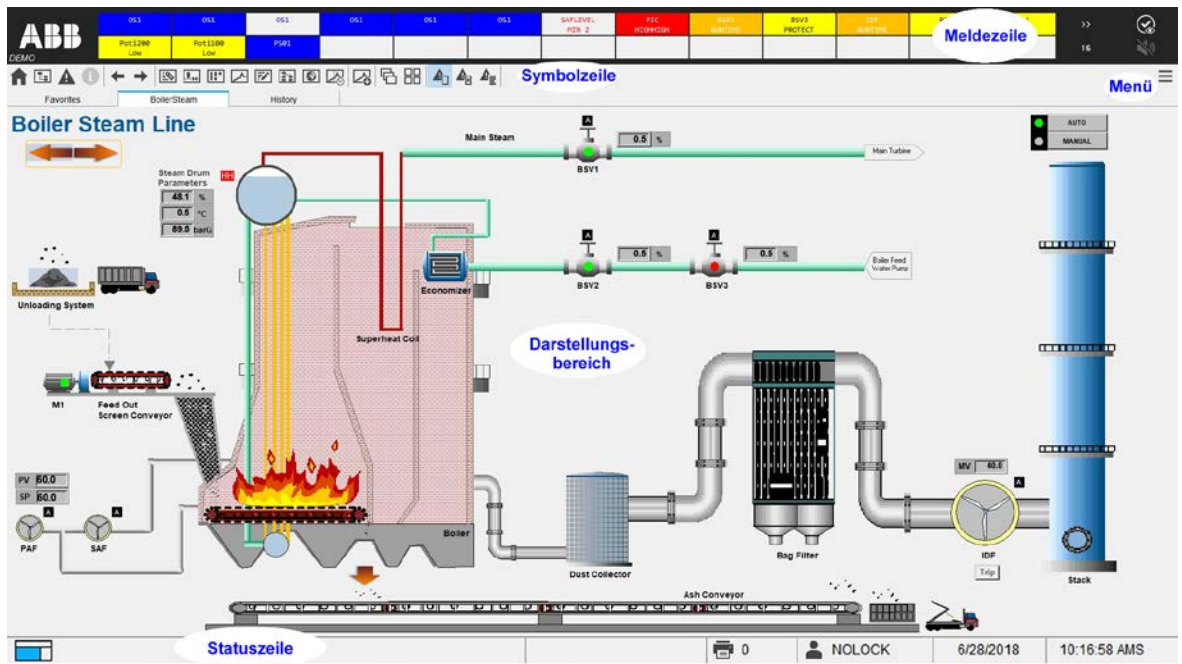 ABB
DEMO
OS1 OS1 OS1 OS1 OS1 OS1 SAFLEVEL MIN 2 PIC HIGHHIGH BSV2 RUNTIME BSV3 PROTECT IDF RUNTIME
Poti200 Low Poti100 Low PS01
Meldezeile
>>
16
Symbolzeile
Menü
Favorites BoilerSteam History
Boiler Steam Line
AUTO
MANUAL
Main Steam
A
0.5 %
BSV1
Main Turbine
Steam Drum Parameters
HH
48.1 %
0.5 °C
89.5 barG
A
0.5 %
BSV2
A
0.5 %
BSV3
Boiler Feed Water Pump
Economizer
Unloading System
Superheat Coil
Darstellungs-
bereich
M1
Feed Out
Screen Conveyor
PV 60.0
SP 60.0
A
A
PAF
SAF
Boiler
Dust Collector
Bag Filter
MV 40.0
A
IDF
Trip
Stack
Ash Conveyor
Statuszeile
0
NOLOCK
6/28/2018
10:16:58 AMS